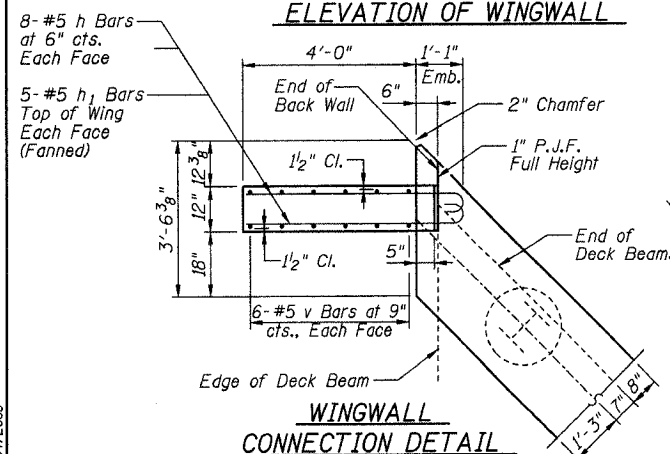 ELEVATION OF WINGWALL
8- #5 h Bars
at 6" cts.
Each Face
5- #5 h1 Bars
Top of Wing
Each Face
(Fanned)
4'-0"
1'-1"
Emb.
End of
Back Wall
6"
2" Chamfer
1" P.J.F.
Full Height
1½" Cl.
3'-6⅜"
12⅜"
12"
18"
1½" Cl.
5"
End of
Deck Beam
6- #5 v Bars at 9"
cts., Each Face
Edge of Deck Beam
1'-3"
7"
8"
WINGWALL
CONNECTION DETAIL